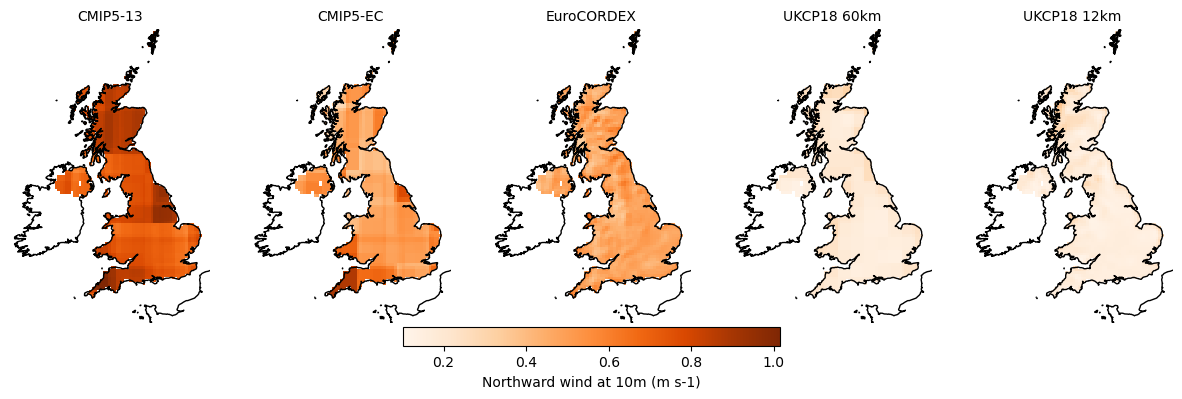 CMIP5-13 CMIP5-EC EuroCORDEX UKCP18 60km UKCP18 12km
0.2 0.4 0.6 0.8 1.0
Northward wind at 10m (m s-1)